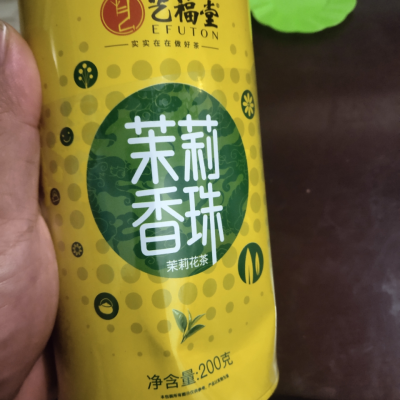 艺福堂
EFUTON
实实在在做好茶
茉莉
香珠
茉莉花茶
净含量:200克